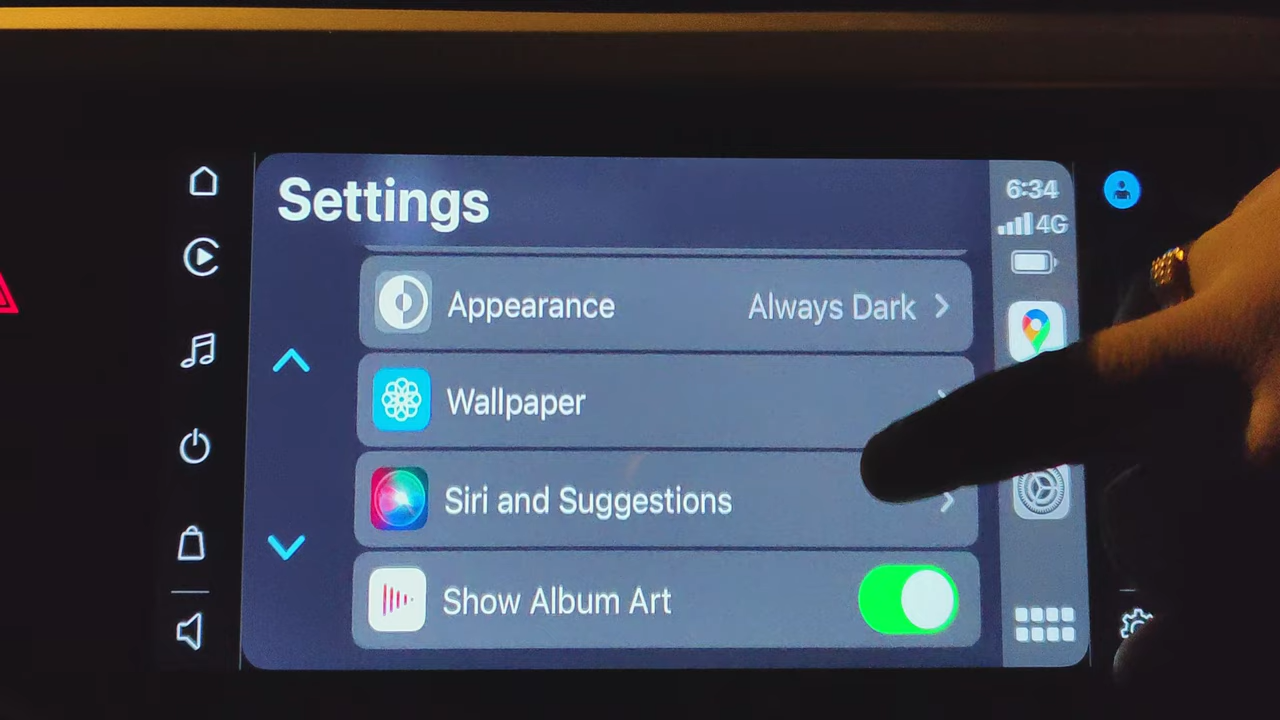 Settings
6:34
4G
Appearance
Always Dark
Wallpaper
Siri and Suggestions
Show Album Art